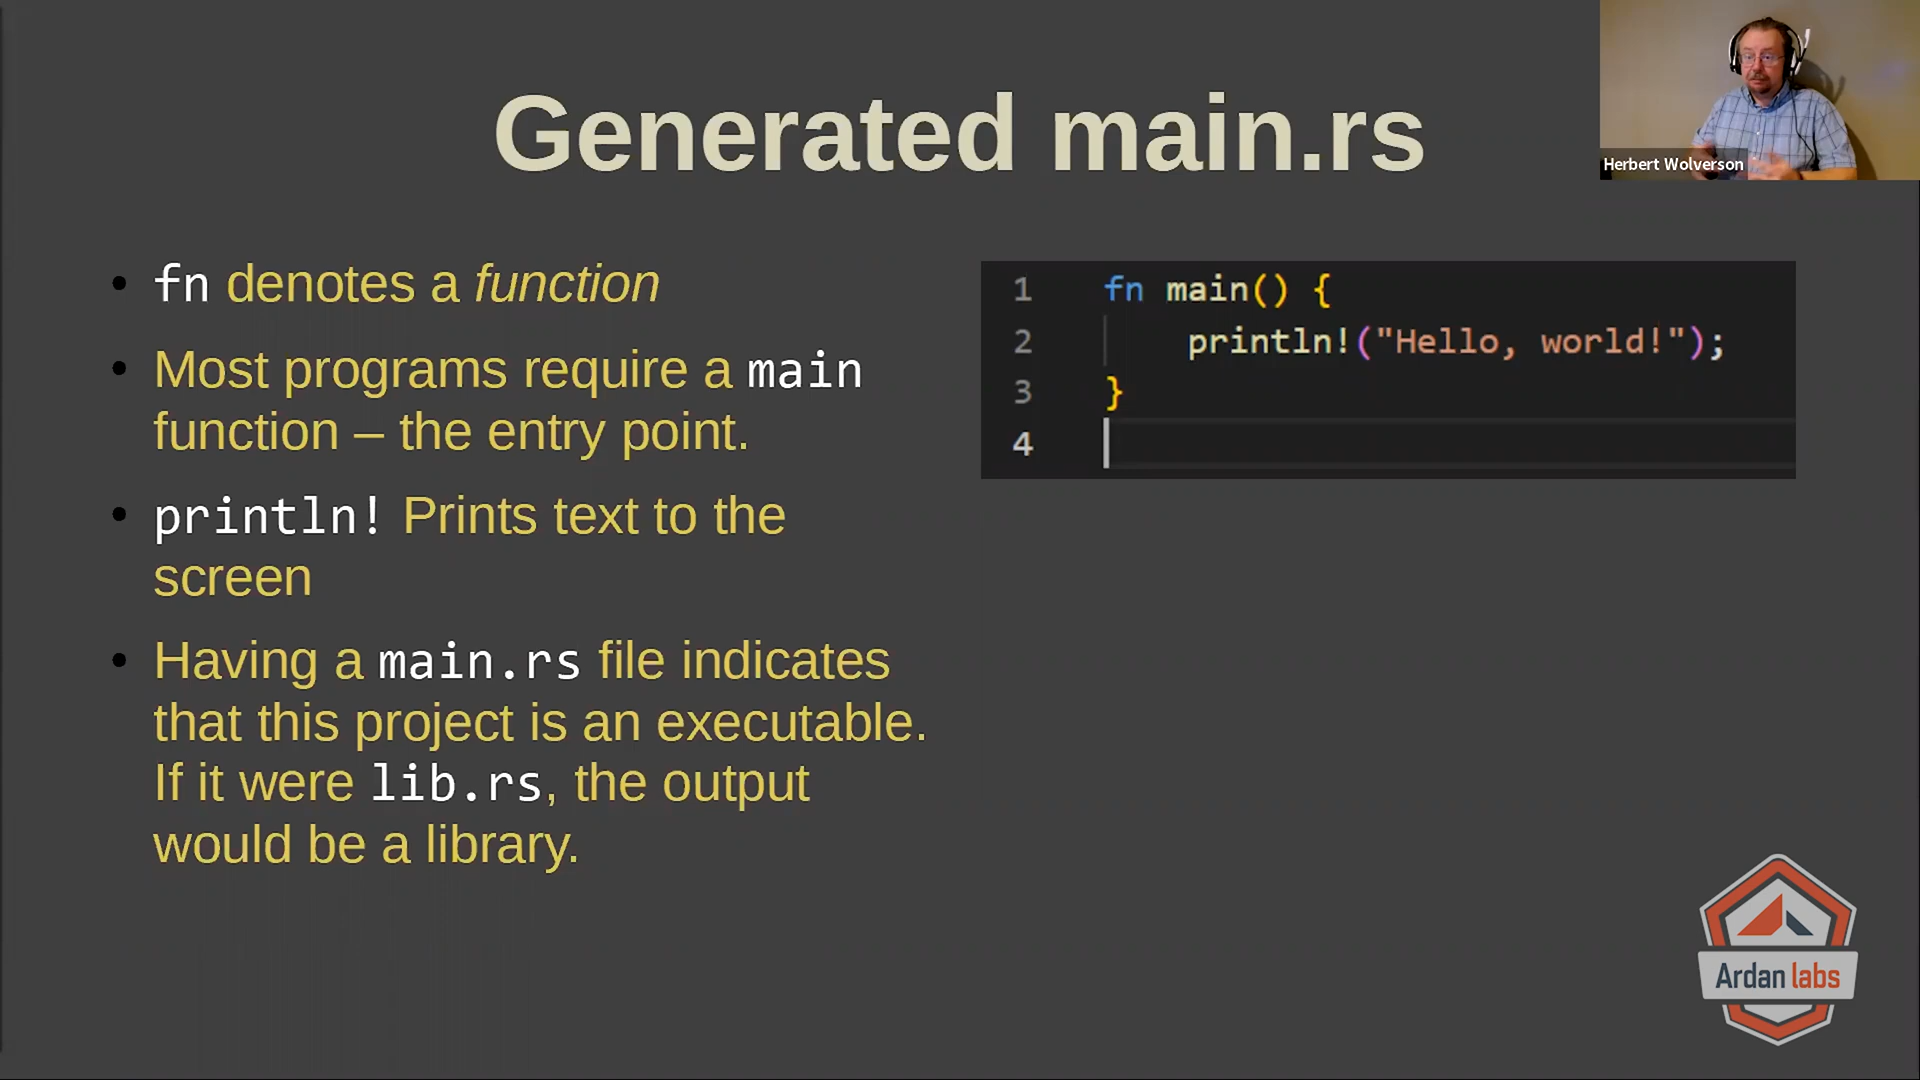 Generated main.rs
Herbert Wolverson
• fn denotes a function
• Most programs require a main
function – the entry point.
• println! Prints text to the
screen
• Having a main.rs file indicates
that this project is an executable.
If it were lib.rs, the output
would be a library.
1 fn main() {
2 println!("Hello, world!");
3 }
4
Ardan labs